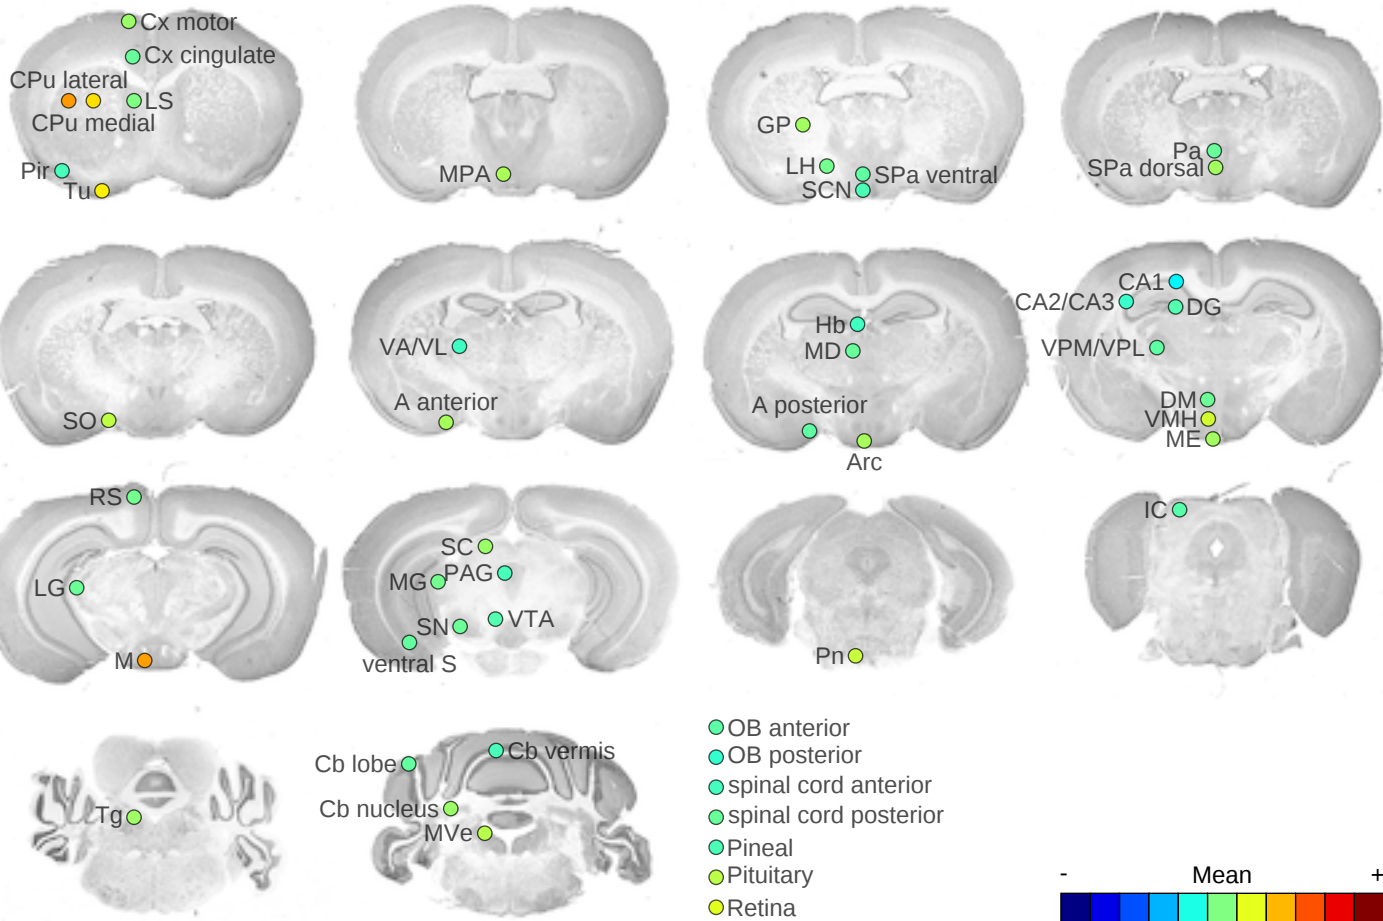 Cx motor
Cx cingulate
CPu lateral
LS
CPu medial
Pir
Tu
MPA
GP
LH
SPa ventral
SCN
Pa
SPa dorsal
SO
VA/VL
A anterior
Hb
MD
A posterior
Arc
CA1
CA2/CA3
DG
VPM/VPL
DM
VMH
ME
RS
LG
M
SC
PAG
MG
VTA
SN
ventral S
Pn
IC
Tg
Cb vermis
Cb lobe
Cb nucleus
MVe
OB anterior
OB posterior
spinal cord anterior
spinal cord posterior
Pineal
Pituitary
Retina
- Mean +